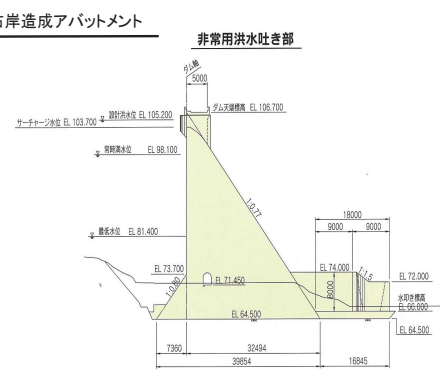 右岸造成アバットメント
非常用洪水吐き部
ダム軸
5000
ダム天端標高 EL 106.700
設計洪水位 EL 105.200
サーチャージ水位 EL 103.700
常時満水位 EL 98.100
1:0.77
最低水位 EL 81.400
18000
9000 9000
EL 73.700
EL 74.000
1:1.5
EL 71.450
EL 72.000
1:0.80
8000
水叩き標高
EL 66.000
EL 64.500
EL 64.500
7360 32494
39854 16845